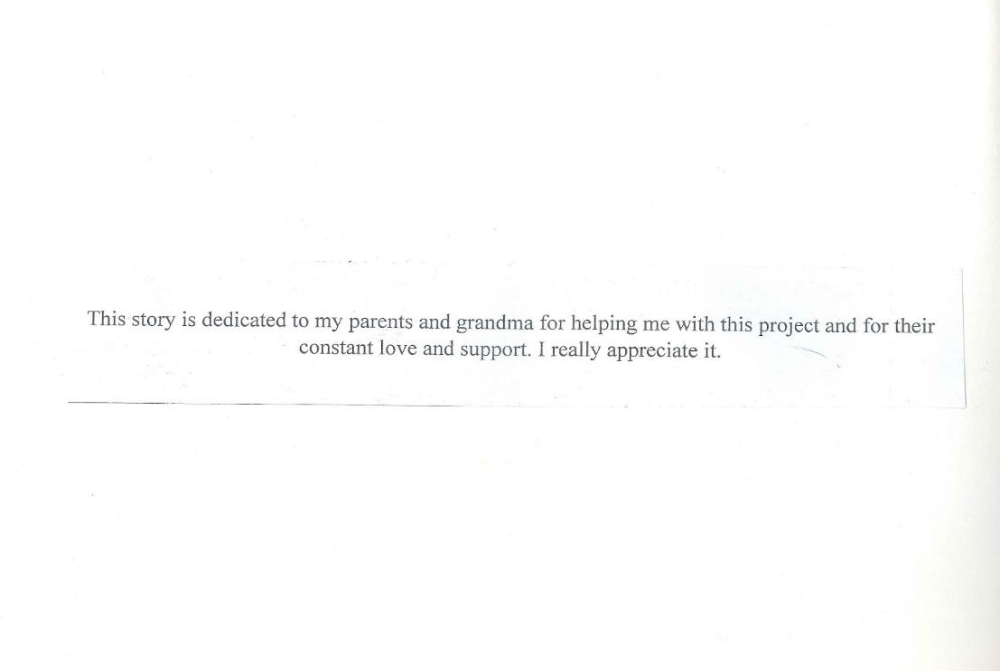 This story is dedicated to my parents and grandma for helping me with this project and for their
constant love and support. I really appreciate it.